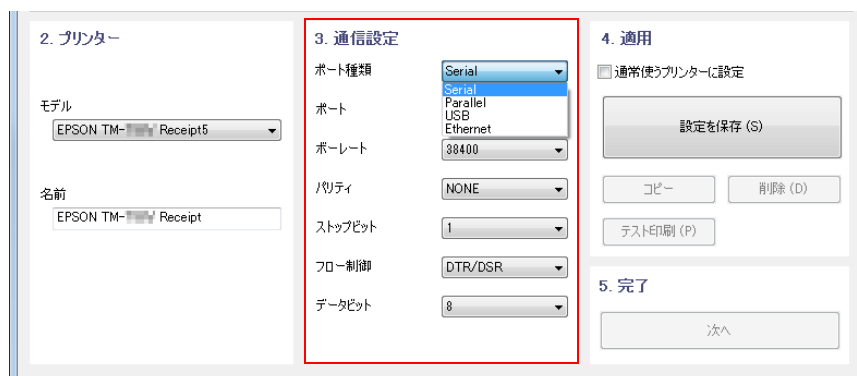 2. プリンター
モデル
EPSON TM- Receipt5
名前
EPSON TM- Receipt
3. 通信設定
ポート種類
Serial
Serial
Parallel
USB
Ethernet
ポート
ボーレート
38400
パリティ
NONE
ストップビット
1
フロー制御
DTR/DSR
データビット
8
4. 適用
通常使うプリンターに設定
設定を保存 (S)
コピー
削除 (D)
テスト印刷 (P)
5. 完了
次へ